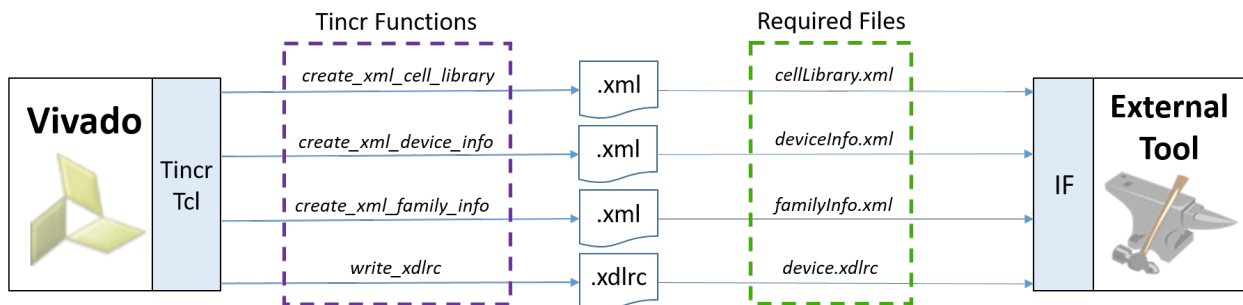 Tincr Functions
Required Files
Vivado
Tincr
Tcl
create_xml_cell_library
.xml
cellLibrary.xml
create_xml_device_info
.xml
deviceInfo.xml
create_xml_family_info
.xml
familyInfo.xml
write_xdlrc
.xdlrc
device.xdlrc
IF
External
Tool